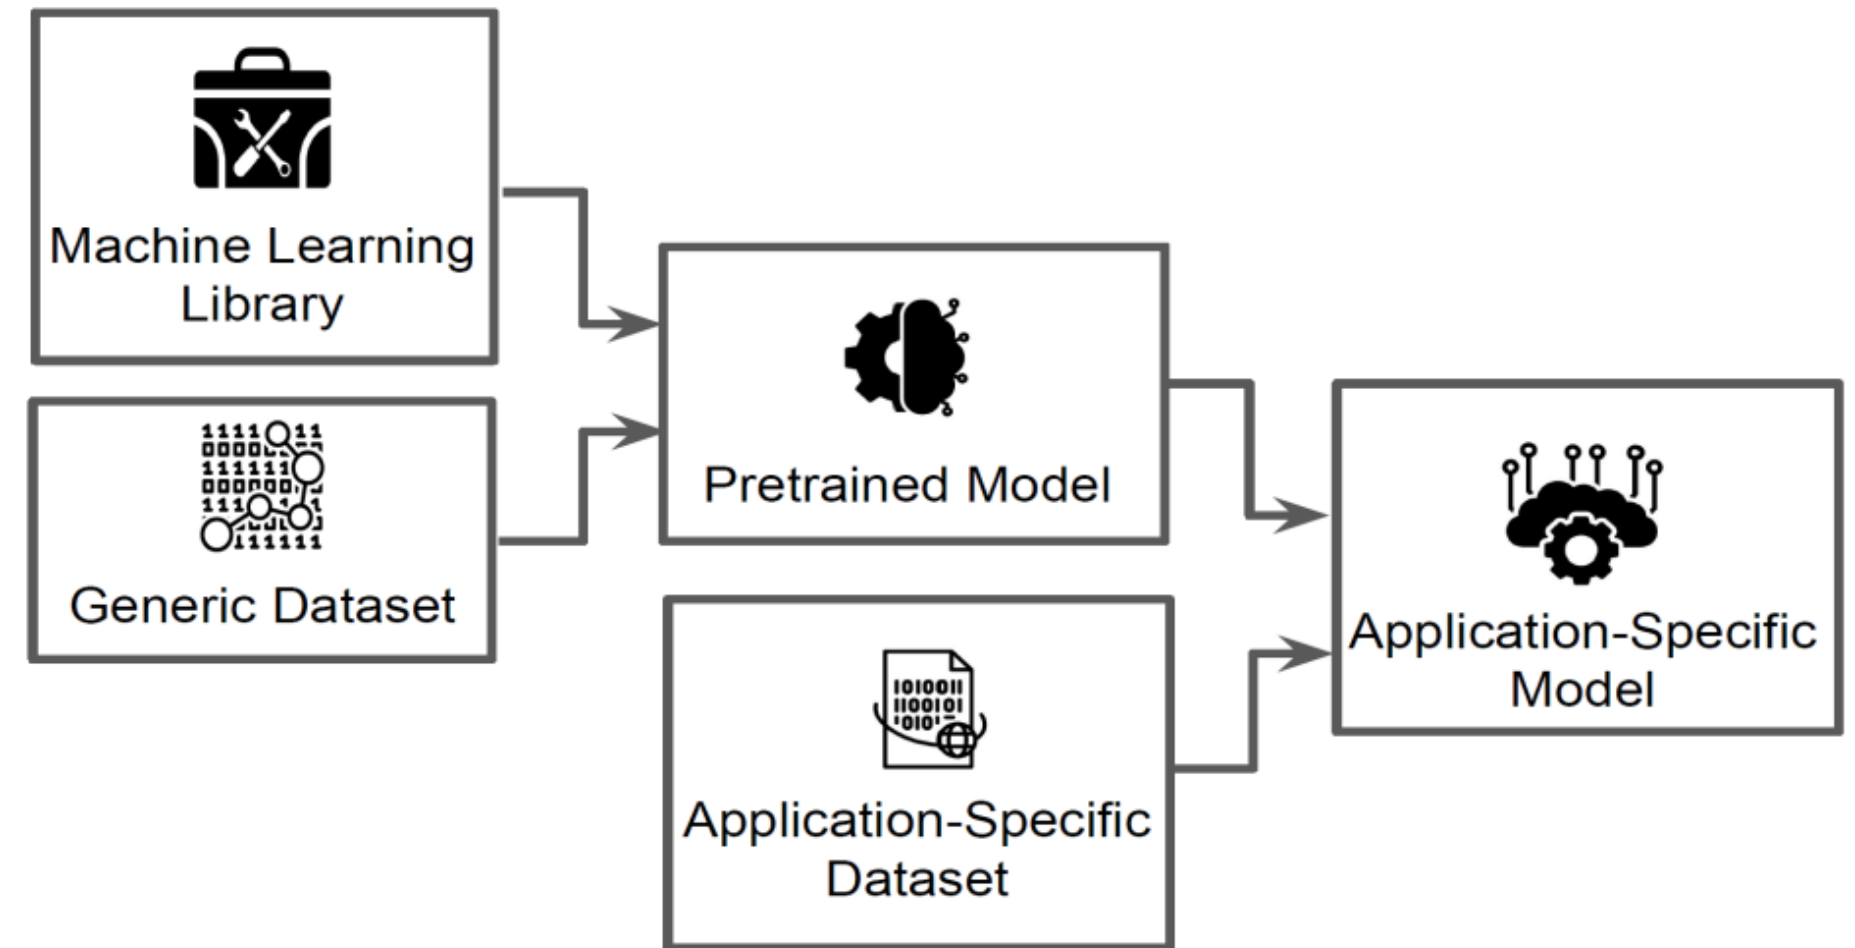 Machine Learning
Library
Generic Dataset
Pretrained Model
Application-Specific
Dataset
Application-Specific
Model